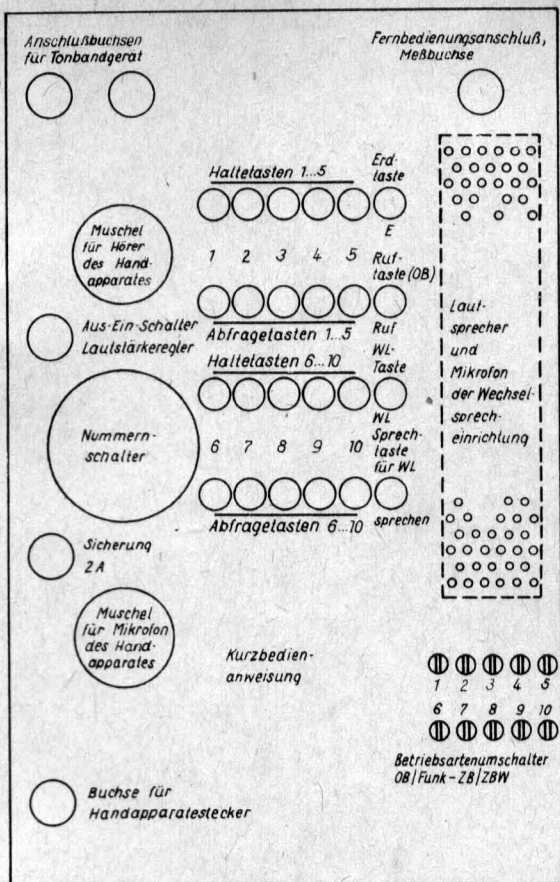 Anschlußbuchsen
für Tonbandgerät
Fernbedienungsanschluß,
Meßbuchse
Haltetasten 1...5
Erd-
taste
E
Muschel
für Hörer
des Hand-
apparates
1 2 3 4 5
Ruf-
taste (OB)
Ruf
Aus-Ein-Schalter
Lautstärkeregler
Abfragetasten 1...5
Haltetasten 6...10
WL-
Taste
WL
Laut-
sprecher
und
Mikrofon
der Wechsel-
sprech-
einrichtung
Nummern-
schalter
6 7 8 9 10
Sprech-
taste
für WL
sprechen
Abfragetasten 6...10
Sicherung
2 A
Muschel
für Mikrofon
des Hand-
apparates
Kurzbedien-
anweisung
1 2 3 4 5
6 7 8 9 10
Betriebsartenumschalter
OB/Funk-ZB/ZBW
Buchse für
Handapparatestecker